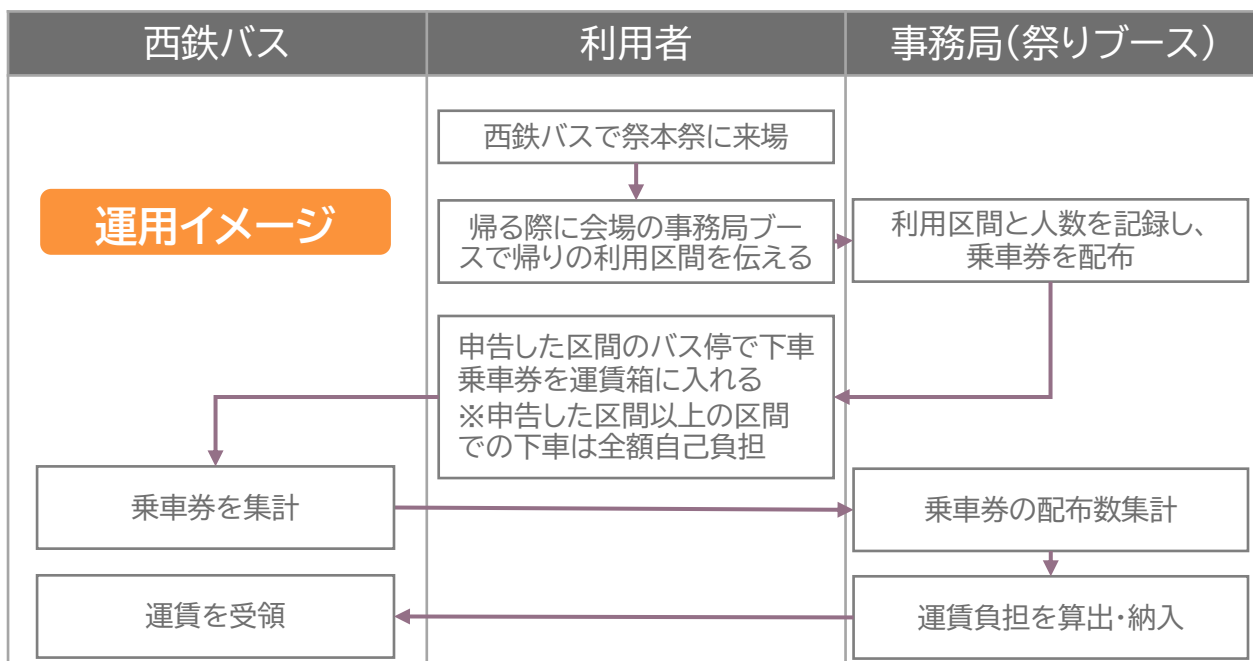 西鉄バス
利用者
事務局(祭りブース)
西鉄バスで祭本祭に来場
運用イメージ
帰る際に会場の事務局ブー
スで帰りの利用区間を伝える
利用区間と人数を記録し、
乗車券を配布
申告した区間のバス停で下車
乗車券を運賃箱に入れる
※申告した区間以上の区間
での下車は全額自己負担
乗車券を集計
乗車券の配布数集計
運賃を受領
運賃負担を算出・納入